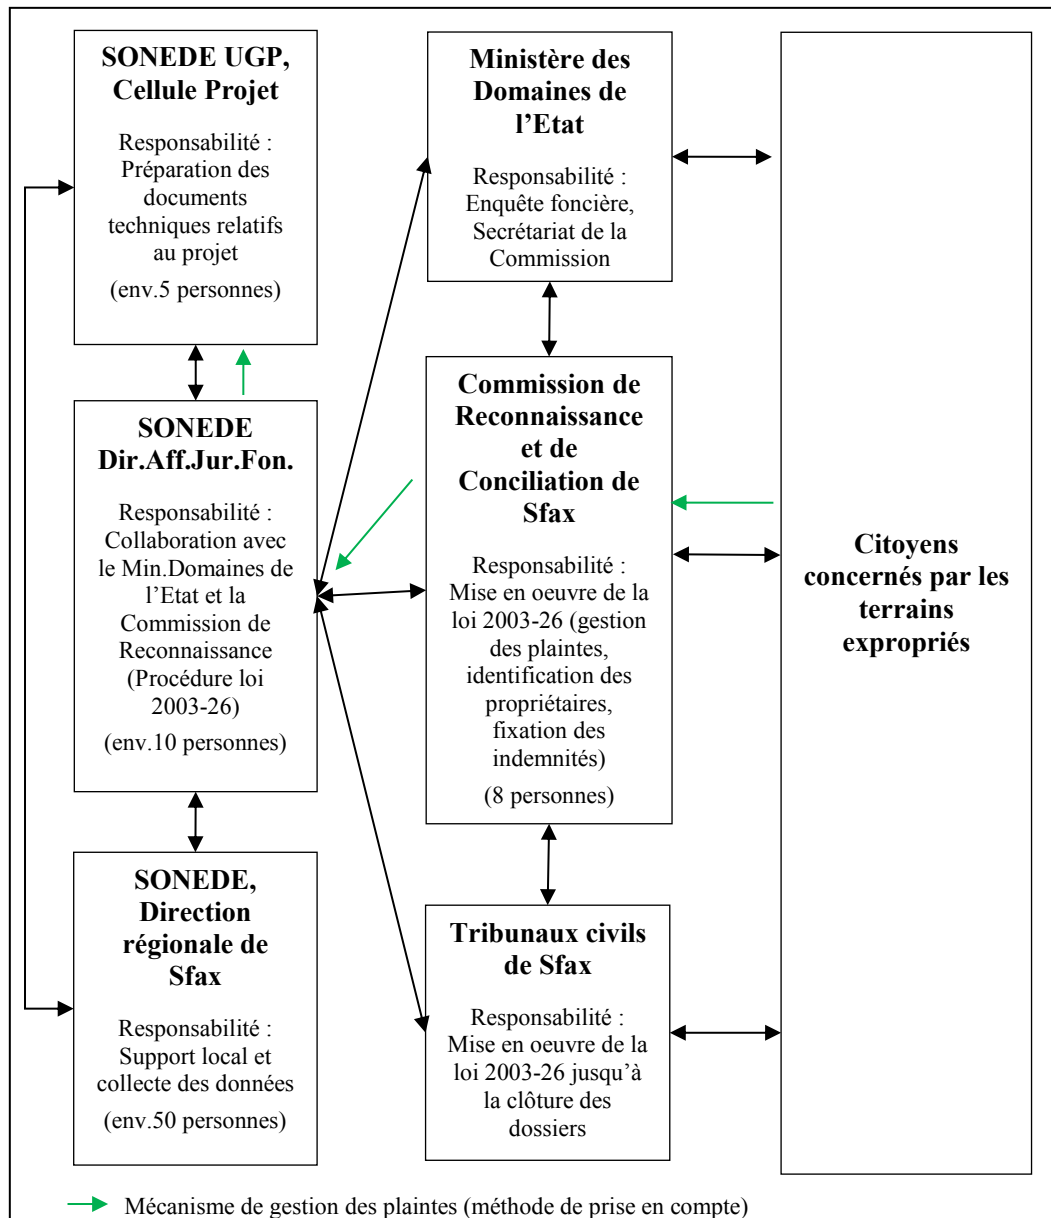 SONEDE UGP,
Cellule Projet
Responsabilité :
Préparation des
documents
techniques relatifs
au projet
(env.5 personnes)
SONEDE
Dir.Aff.Jur.Fon.
Responsabilité :
Collaboration avec
le Min.Domaines de
l’Etat et la
Commission de
Reconnaissance
(Procédure loi
2003-26)
(env.10 personnes)
SONEDE,
Direction
régionale de
Sfax
Responsabilité :
Support local et
collecte des données
(env.50 personnes)
Ministère des
Domaines de
l’Etat
Responsabilité :
Enquête foncière,
Secrétariat de la
Commission
Commission de
Reconnaissance
et de
Conciliation de
Sfax
Responsabilité :
Mise en oeuvre de la
loi 2003-26 (gestion
des plaintes,
identification des
propriétaires,
fixation des
indemnités)
(8 personnes)
Tribunaux civils
de Sfax
Responsabilité :
Mise en oeuvre de la
loi 2003-26 jusqu’à
la clôture des
dossiers
Citoyens
concernés par les
terrains
expropriés
Mécanisme de gestion des plaintes (méthode de prise en compte)